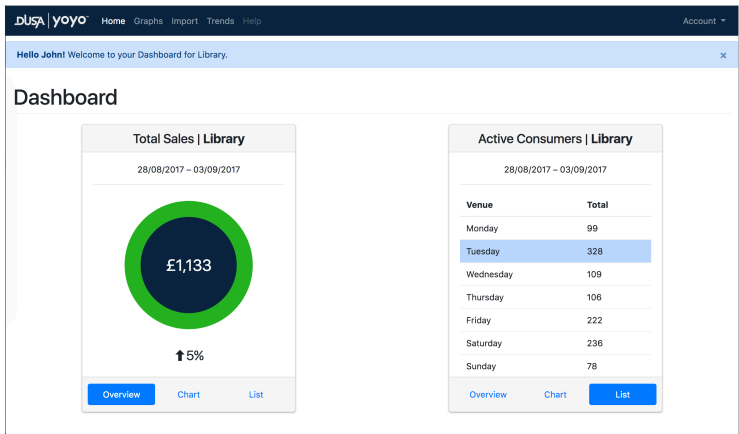 DUSA yoyo Home Graphs Import Trends Help Account
Hello John! Welcome to your Dashboard for Library.
×
Dashboard
Total Sales | Library
28/08/2017 – 03/09/2017
£1,133
5%
Overview Chart List
Active Consumers | Library
28/08/2017 – 03/09/2017
Venue Total
Monday 99
Tuesday 328
Wednesday 109
Thursday 106
Friday 222
Saturday 236
Sunday 78
Overview Chart List